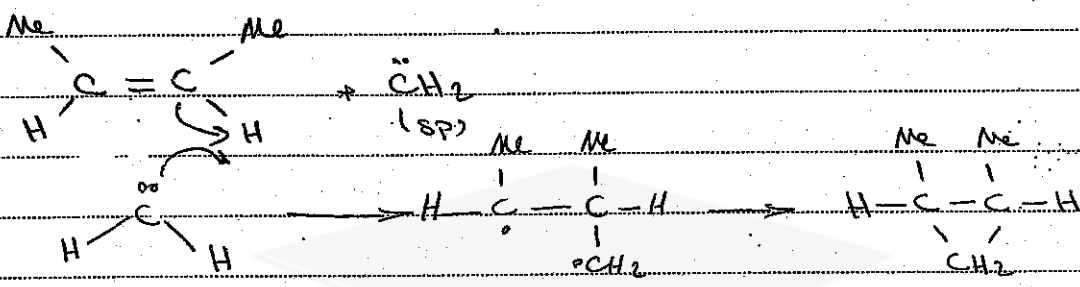 Me Me
C = C + C̈H2
H H (sp)
Me Me Me Me
C H — C — C — H H — C — C — H
H H •CH2 CH2